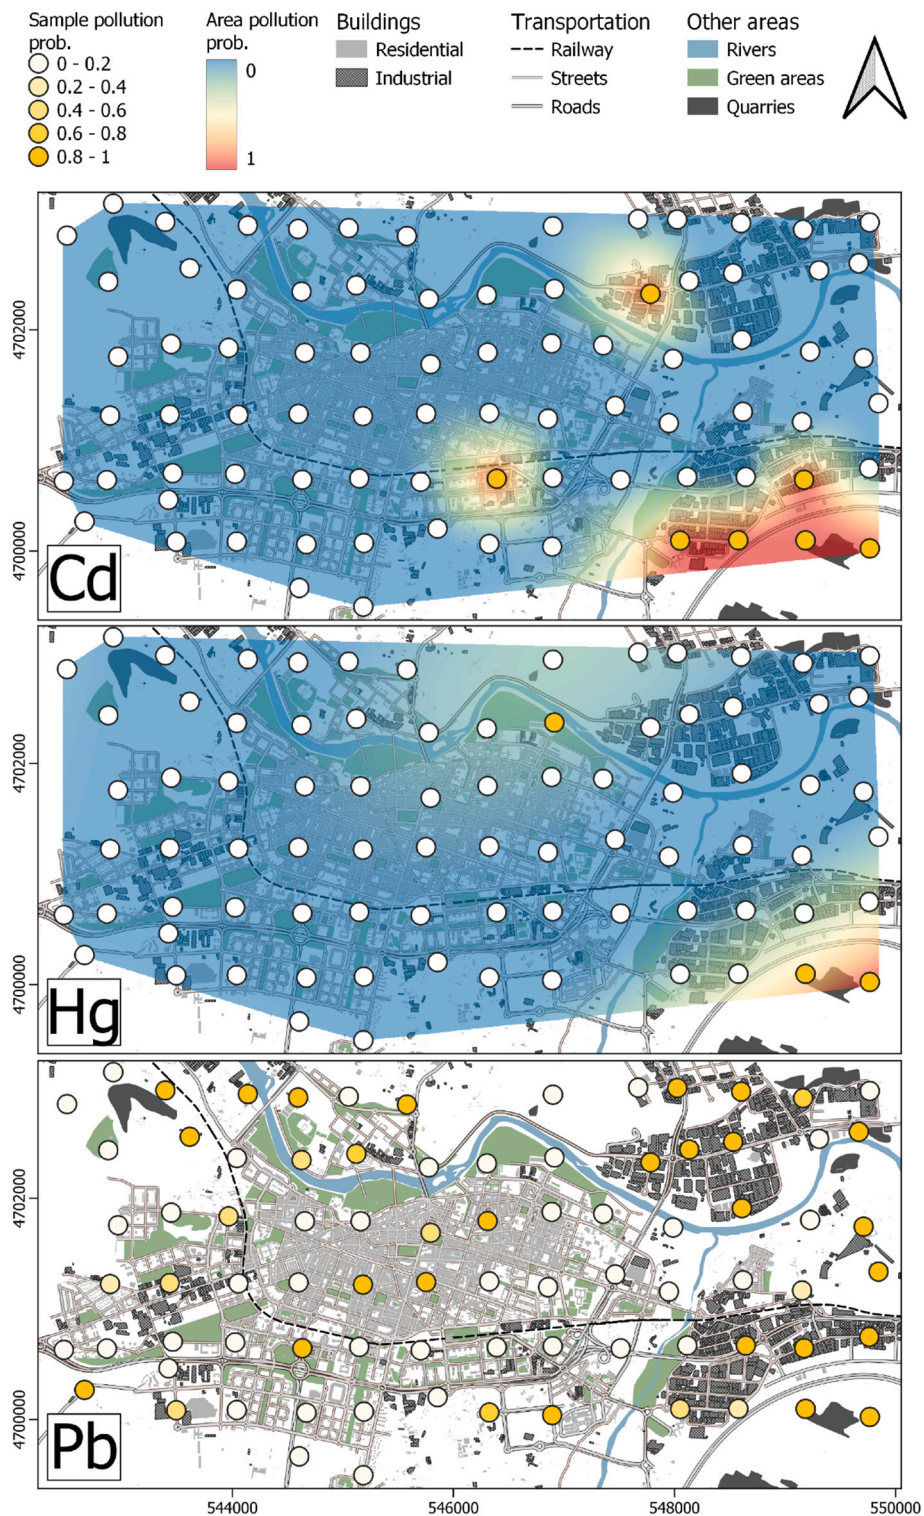 Sample pollution
prob.
0 - 0.2
0.2 - 0.4
0.4 - 0.6
0.6 - 0.8
0.8 - 1
Area pollution
prob.
0
1
Buildings
Residential
Industrial
Transportation
Railway
Streets
Roads
Other areas
Rivers
Green areas
Quarries
4702000
4700000
Cd
4702000
4700000
Hg
4702000
4700000
Pb
544000
546000
548000
550000